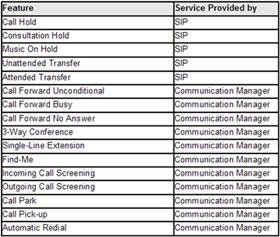 Feature Service Provided by
Call Hold SIP
Consultation Hold SIP
Music On Hold SIP
Unattended Transfer SIP
Attended Transfer SIP
Call Forward Unconditional Communication Manager
Call Forward Busy Communication Manager
Call Forward No Answer Communication Manager
3-Way Conference Communication Manager
Single-Line Extension Communication Manager
Find-Me Communication Manager
Incoming Call Screening Communication Manager
Outgoing Call Screening Communication Manager
Call Park Communication Manager
Call Pick-up Communication Manager
Automatic Redial Communication Manager